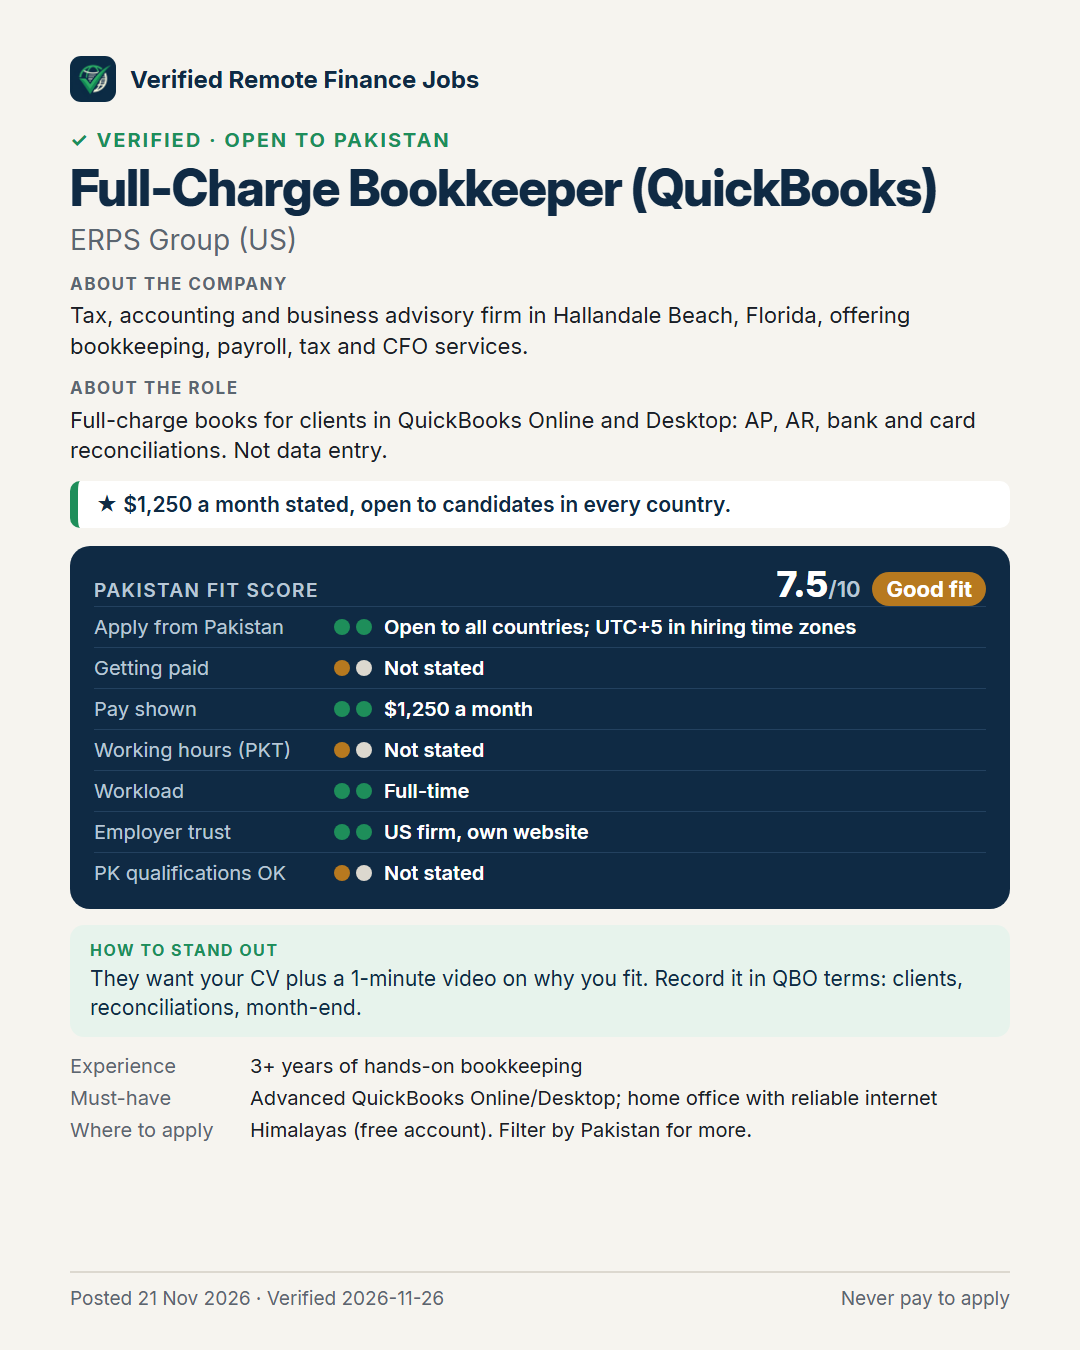 Verified Remote Finance Jobs
✓ VERIFIED · OPEN TO PAKISTAN
Full-Charge Bookkeeper (QuickBooks)
ERPS Group (US)
ABOUT THE COMPANY
Tax, accounting and business advisory firm in Hallandale Beach, Florida, offering
bookkeeping, payroll, tax and CFO services.
ABOUT THE ROLE
Full-charge books for clients in QuickBooks Online and Desktop: AP, AR, bank and card
reconciliations. Not data entry.
★ $1,250 a month stated, open to candidates in every country.
PAKISTAN FIT SCORE 7.5/10 Good fit
Apply from Pakistan Open to all countries; UTC+5 in hiring time zones
Getting paid Not stated
Pay shown $1,250 a month
Working hours (PKT) Not stated
Workload Full-time
Employer trust US firm, own website
PK qualifications OK Not stated
HOW TO STAND OUT
They want your CV plus a 1-minute video on why you fit. Record it in QBO terms: clients,
reconciliations, month-end.
Experience 3+ years of hands-on bookkeeping
Must-have Advanced QuickBooks Online/Desktop; home office with reliable internet
Where to apply Himalayas (free account). Filter by Pakistan for more.
Posted 21 Nov 2026 · Verified 2026-11-26 Never pay to apply